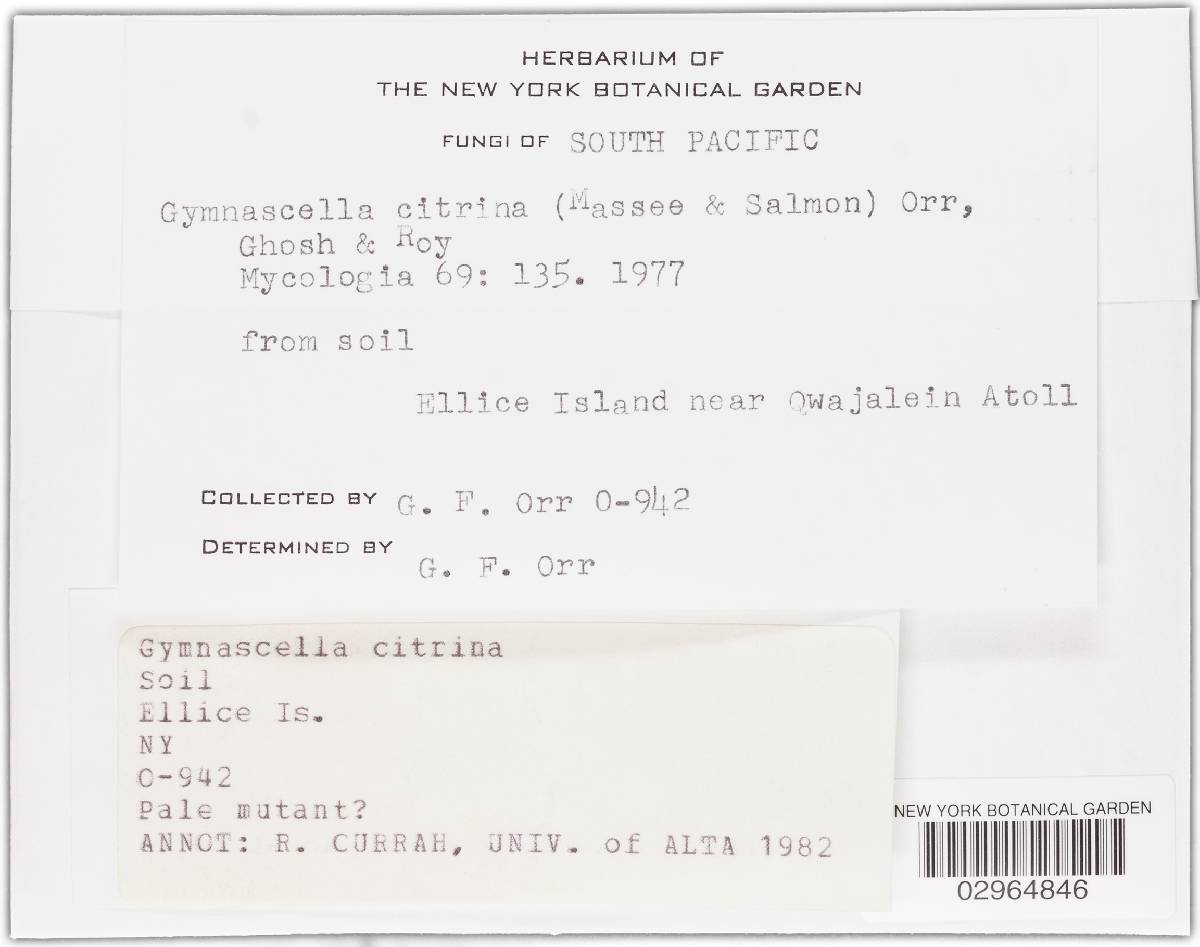 HERBARIUM OF
THE NEW YORK BOTANICAL GARDEN
FUNGI OF SOUTH PACIFIC
Gymnascella citrina (Massee & Salmon) Orr,
Ghosh & Roy
Mycologia 69: 135. 1977
from soil
Ellice Island near Qwajalein Atoll
COLLECTED BY G. F. Orr O-942
DETERMINED BY G. F. Orr
Gymnascella citrina
Soil
Ellice Is.
NY
O-942
Pale mutant?
ANNOT: R. CURRAH, UNIV. of ALTA 1982
NEW YORK BOTANICAL GARDEN
02964846